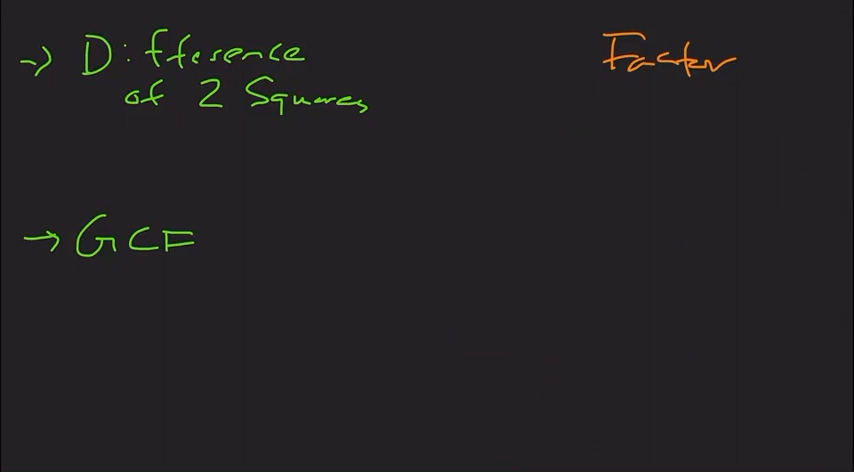 → Difference
of 2 Squares
Factor
→ GCF